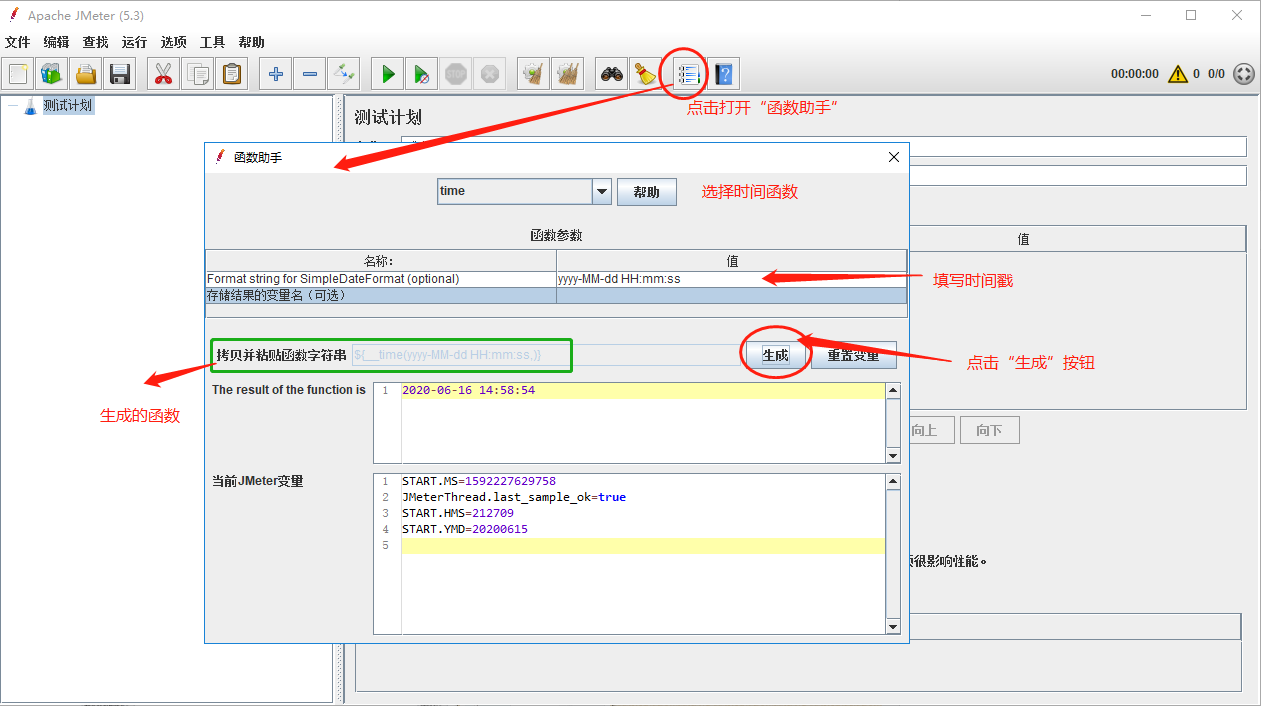 Apache JMeter (5.3)
文件 编辑 查找 运行 选项 工具 帮助
STOP
00:00:00 0 0/0
测试计划
测试计划
点击打开“函数助手”
函数助手
time
帮助
选择时间函数
函数参数
名称:
值
值
Format string for SimpleDateFormat (optional)
yyyy-MM-dd HH:mm:ss
填写时间戳
存储结果的变量名（可选）
拷贝并粘贴函数字符串
${__time(yyyy-MM-dd HH:mm:ss,)}
生成
重置变量
点击“生成”按钮
生成的函数
The result of the function is
1 2020-06-16 14:58:54
向上
向下
当前JMeter变量
1 START.MS=1592227629758
2 JMeterThread.last_sample_ok=true
3 START.HMS=212709
4 START.YMD=20200615
5
很影响性能。